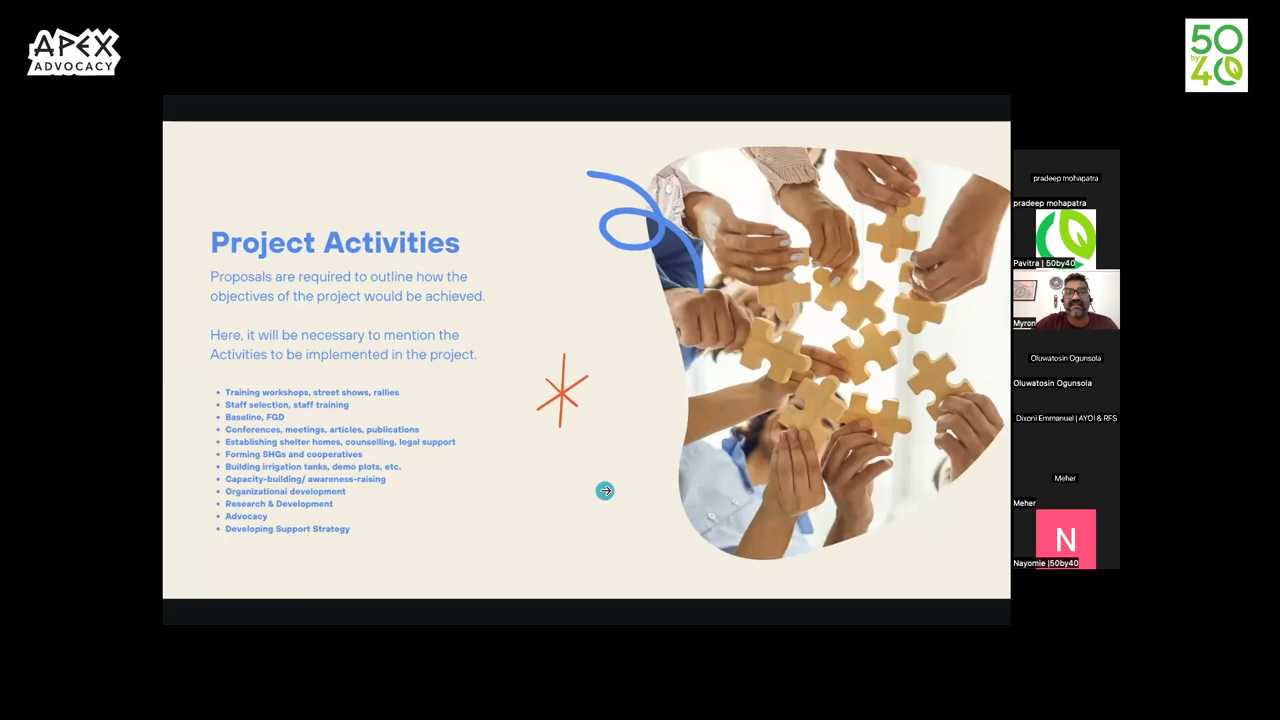 APEX
ADVOCACY
50
by
40
Project Activities
Proposals are required to outline how the
objectives of the project would be achieved.
Here, it will be necessary to mention the
Activities to be implemented in the project.
• Training workshops, street shows, rallies
• Staff selection, staff training
• Baseline, FGD
• Conferences, meetings, articles, publications
• Establishing shelter homes, counselling, legal support
• Forming SHGs and cooperatives
• Building irrigation tanks, demo plots, etc.
• Capacity-building/ awareness-raising
• Organizational development
• Research & Development
• Advocacy
• Developing Support Strategy
pradeep mohapatra
pradeep mohapatra
Pavitra | 50by40
Myron
Oluwatosin Ogunsola
Oluwatosin Ogunsola
Dixoni Emmanuel | AYOI & RFS
Meher
Meher
N
Nayomie |50by40